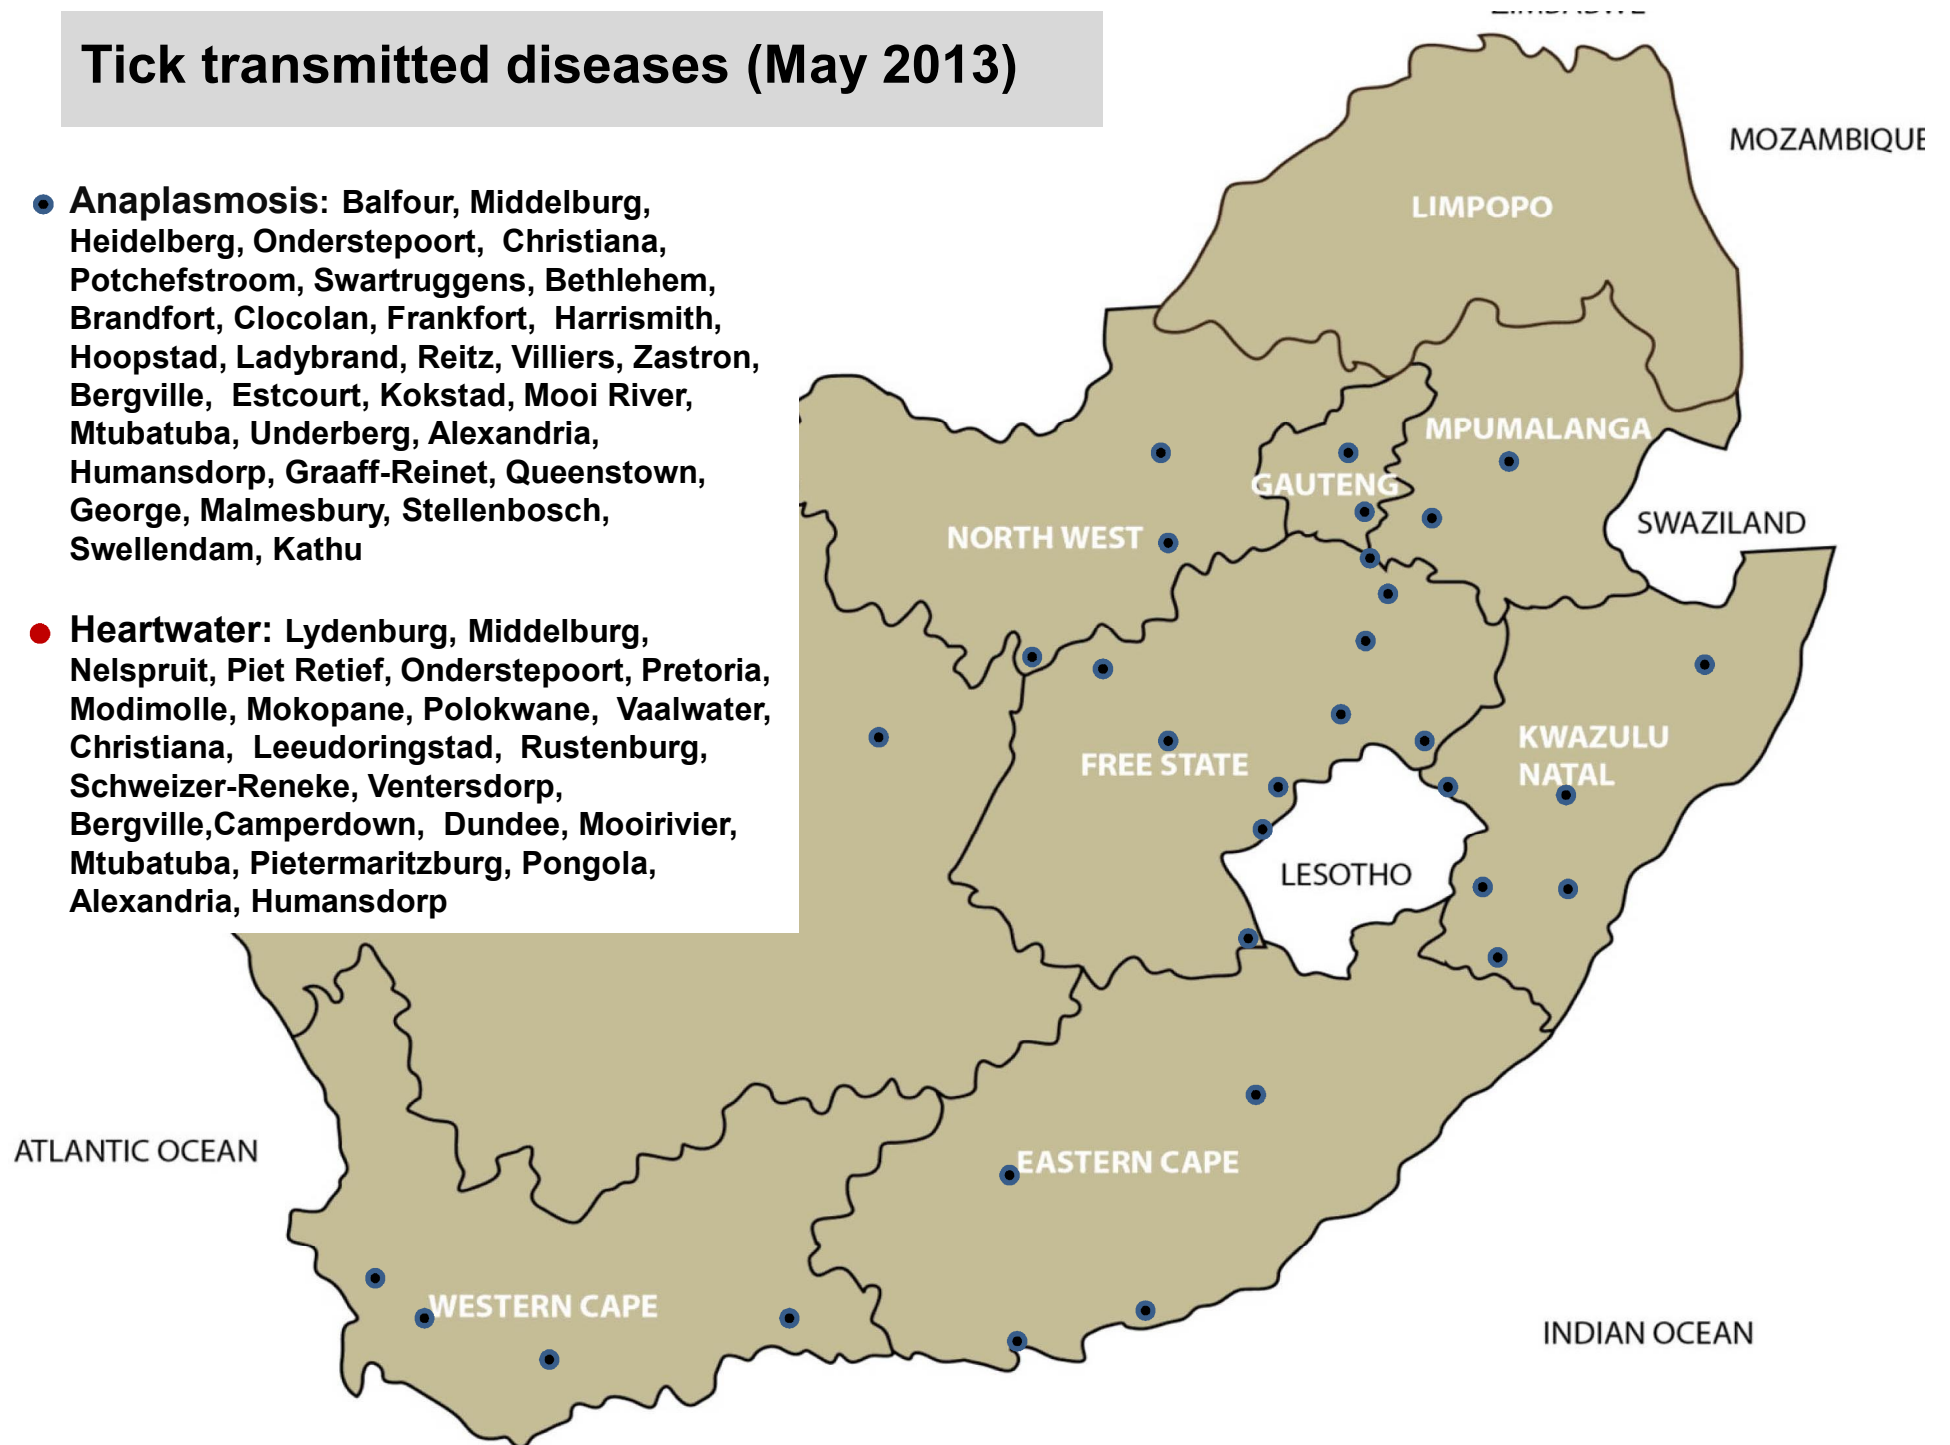 ZIMBABWE
Tick transmitted diseases (May 2013)
MOZAMBIQUE
Anaplasmosis: Balfour, Middelburg,
Heidelberg, Onderstepoort, Christiana,
Potchefstroom, Swartruggens, Bethlehem,
Brandfort, Clocolan, Frankfort, Harrismith,
Hoopstad, Ladybrand, Reitz, Villiers, Zastron,
Bergville, Estcourt, Kokstad, Mooi River,
Mtubatuba, Underberg, Alexandria,
Humansdorp, Graaff-Reinet, Queenstown,
George, Malmesbury, Stellenbosch,
Swellendam, Kathu
Heartwater: Lydenburg, Middelburg,
Nelspruit, Piet Retief, Onderstepoort, Pretoria,
Modimolle, Mokopane, Polokwane, Vaalwater,
Christiana, Leeudoringstad, Rustenburg,
Schweizer-Reneke, Ventersdorp,
Bergville,Camperdown, Dundee, Mooirivier,
Mtubatuba, Pietermaritzburg, Pongola,
Alexandria, Humansdorp
LIMPOPO
MPUMALANGA
GAUTENG
NORTH WEST
SWAZILAND
FREE STATE
KWAZULU
NATAL
LESOTHO
EASTERN CAPE
ATLANTIC OCEAN
WESTERN CAPE
INDIAN OCEAN